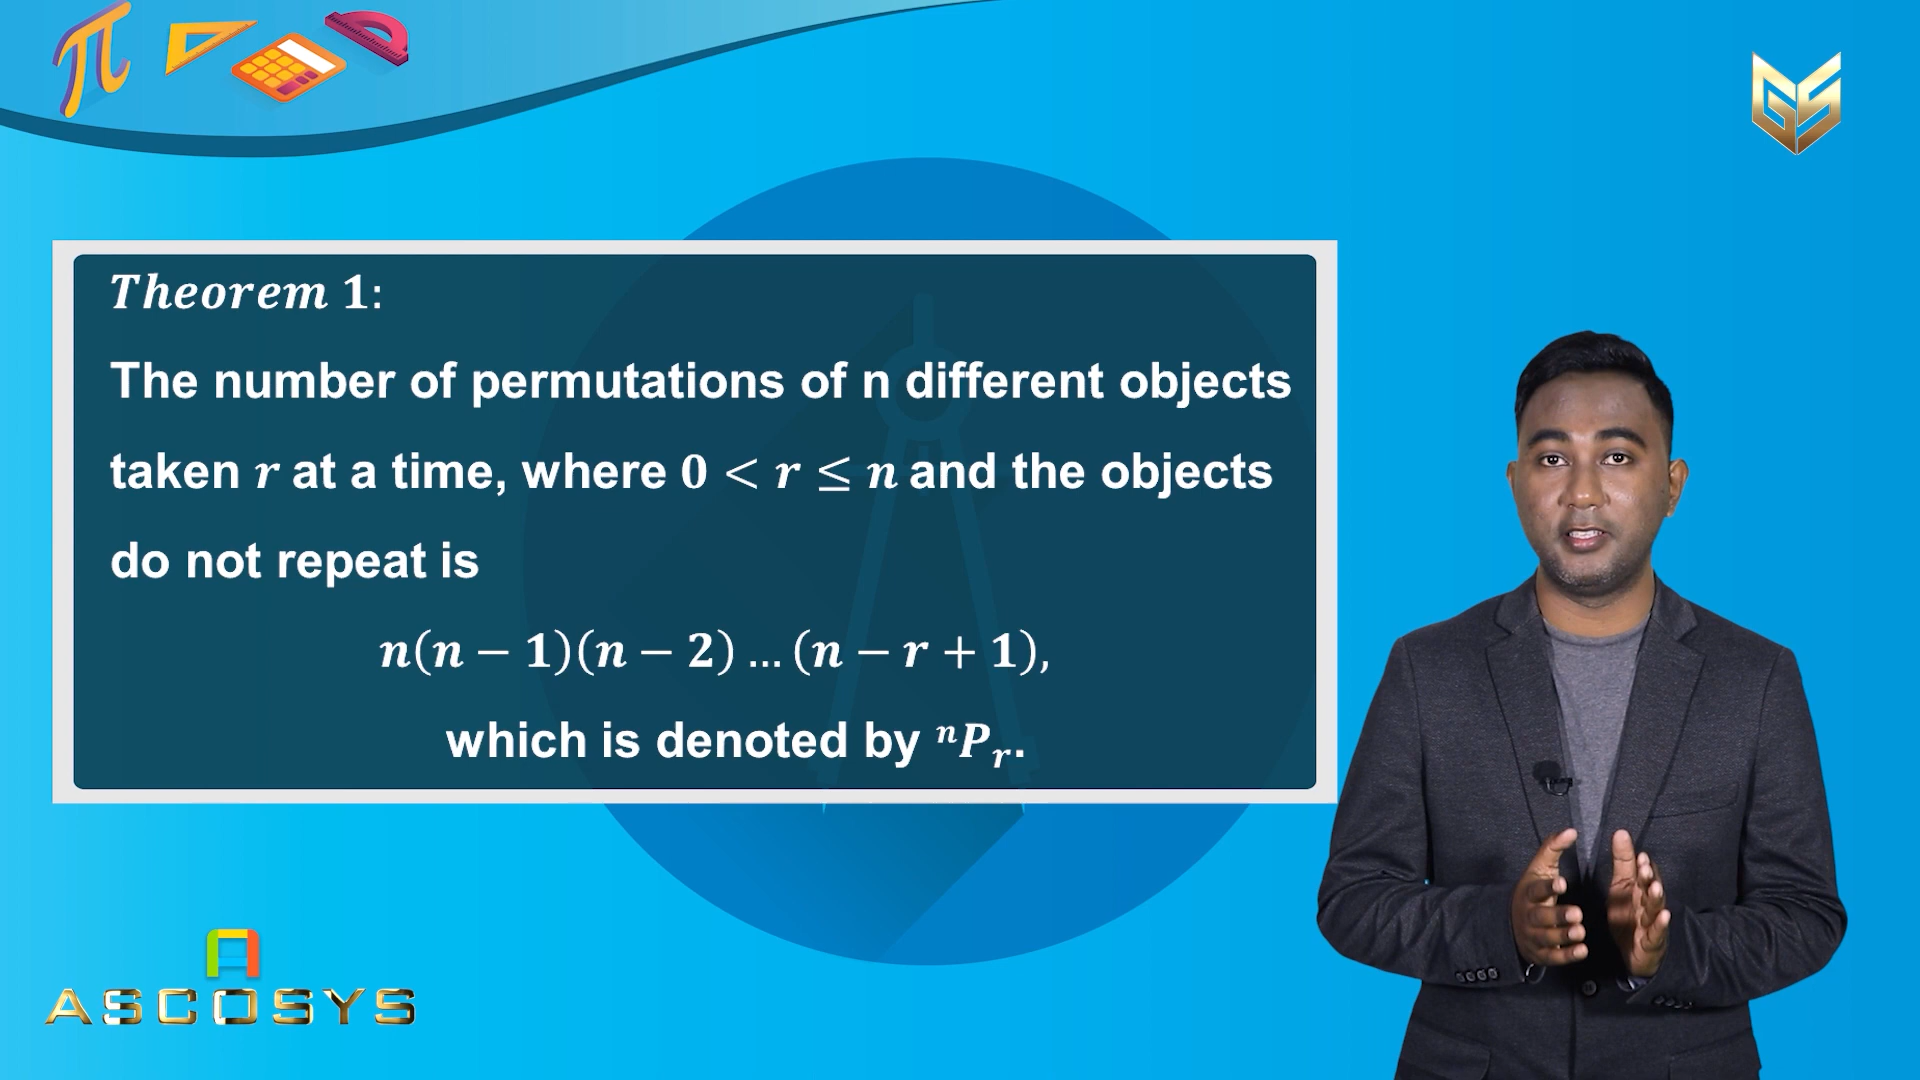 Theorem 1:
The number of permutations of n different objects
taken r at a time, where 0 < r ≤ n and the objects
do not repeat is
n(n − 1)(n − 2) ... (n − r + 1),
which is denoted by ⁿPᵣ.
ASCOSYS